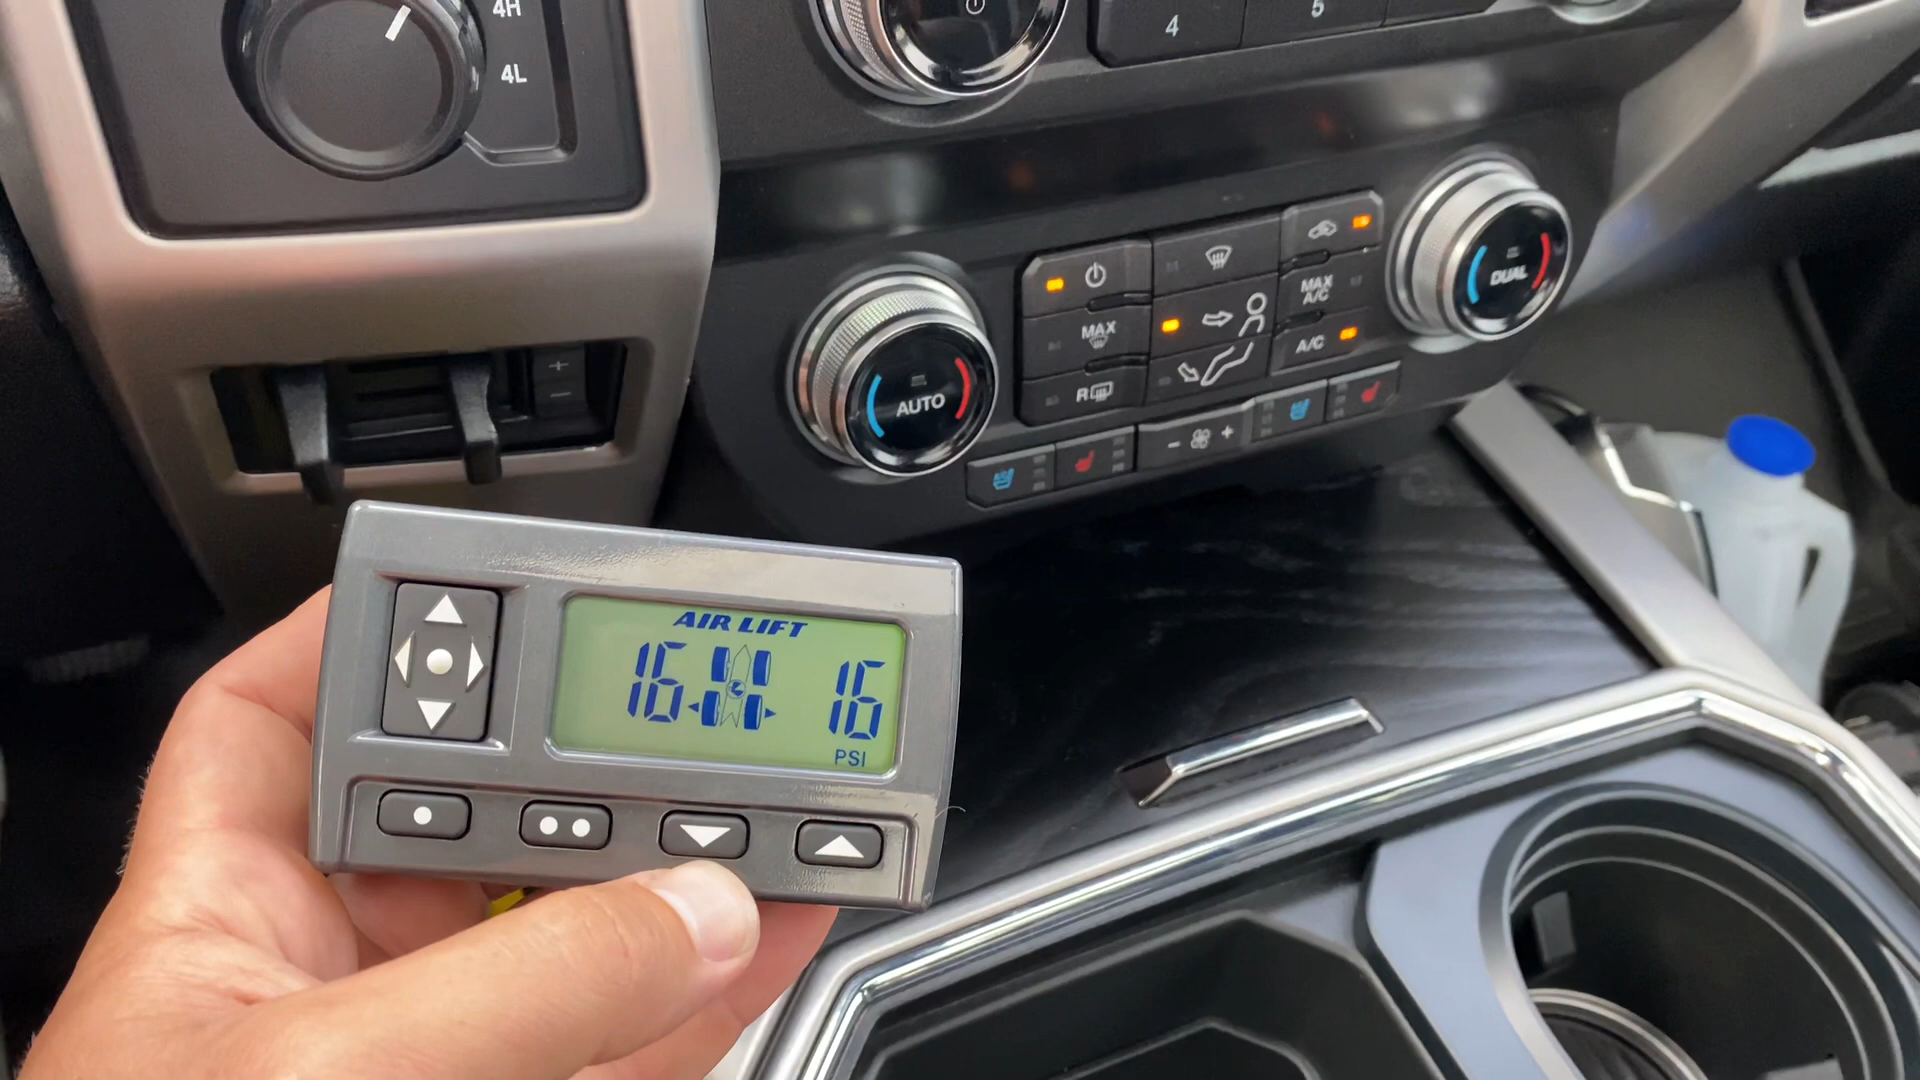 4H
4L
4
5
AUTO
MAX
R
MAX
A/C
A/C
DUAL
- +
+
-
AIR LIFT
16 16
PSI